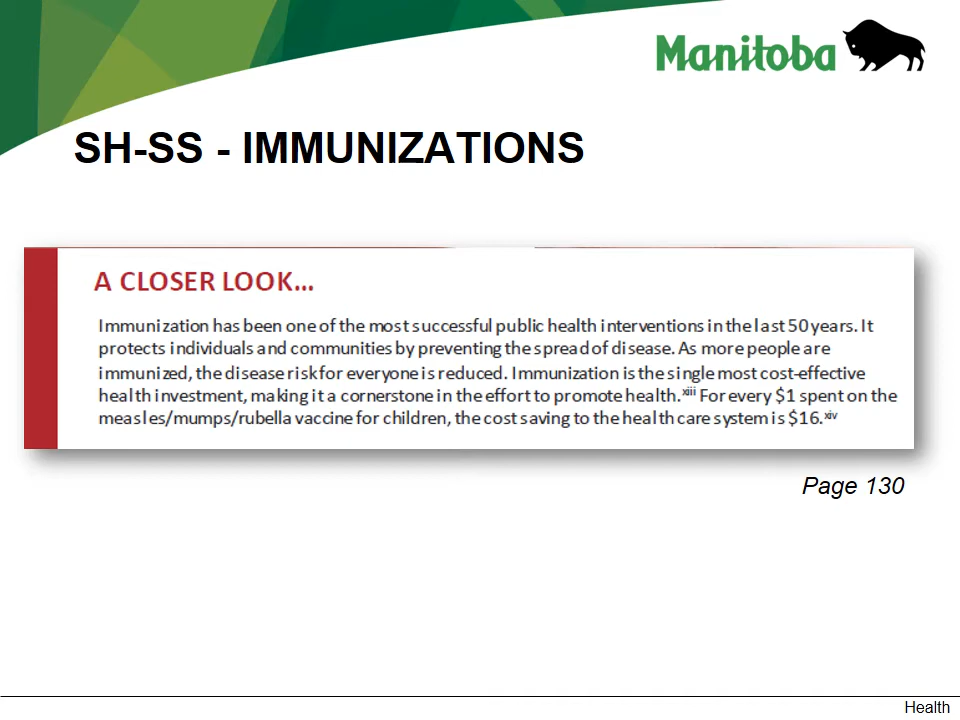 Manitoba
SH-SS - IMMUNIZATIONS
A CLOSER LOOK...
Immunization has been one of the most successful public health interventions in the last 50 years. It
protects individuals and communities by preventing the spread of disease. As more people are
immunized, the disease risk for everyone is reduced. Immunization is the single most cost-effective
health investment, making it a cornerstone in the effort to promote health.xiii For every $1 spent on the
measles/mumps/rubella vaccine for children, the cost saving to the health care system is $16.xiv
Page 130
Health